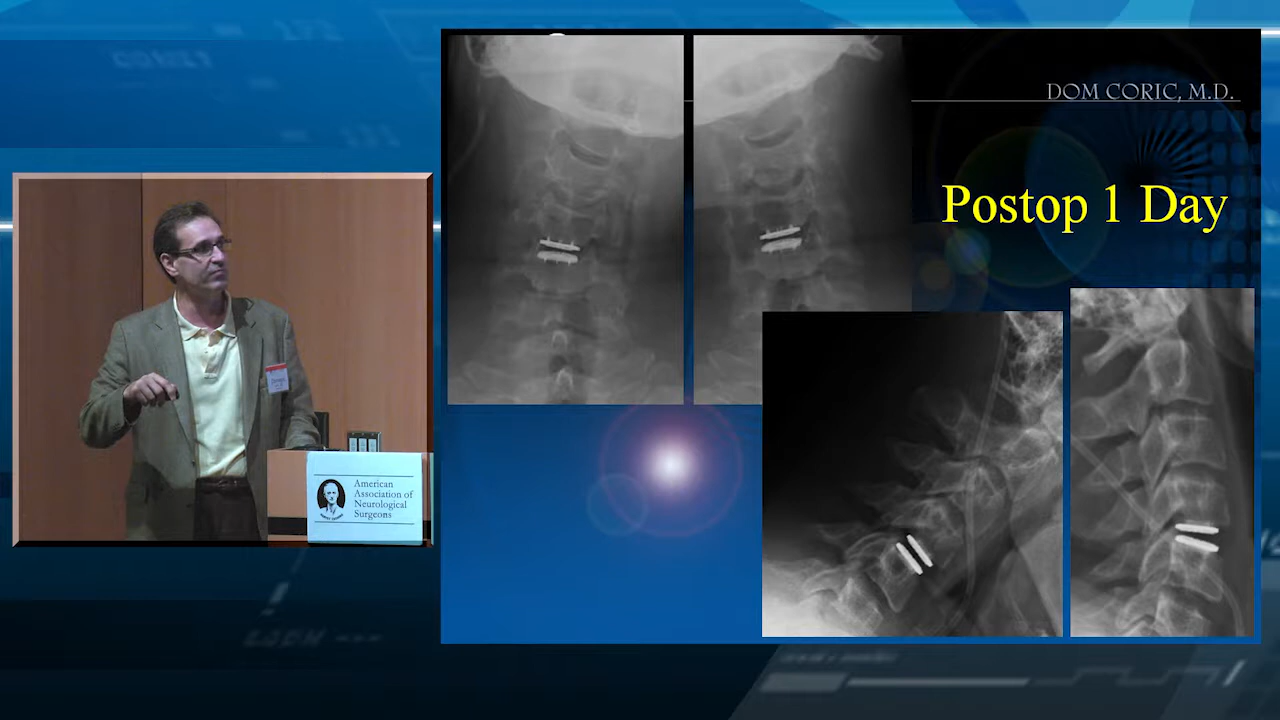 DOM CORIC, M.D.
Postop 1 Day
American
Association of
Neurological
Surgeons